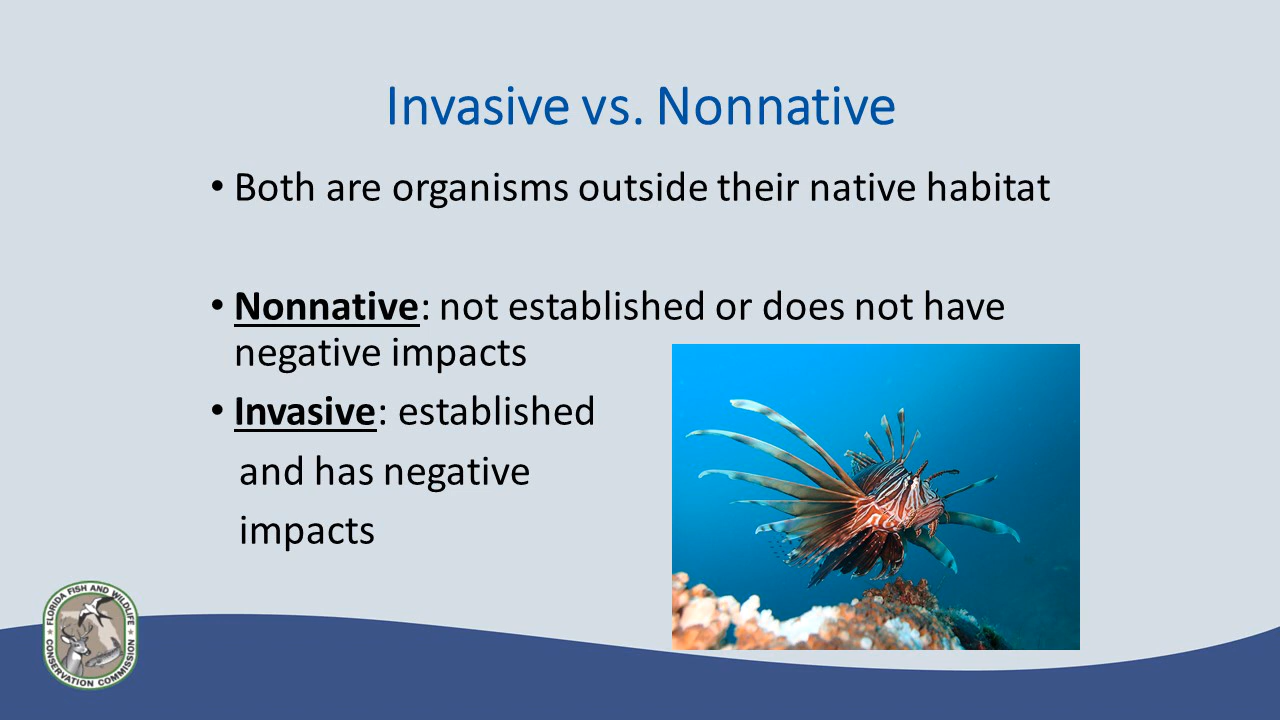 Invasive vs. Nonnative
• Both are organisms outside their native habitat
• Nonnative: not established or does not have
negative impacts
• Invasive: established
and has negative
impacts
FLORIDA FISH AND WILDLIFE
CONSERVATION COMMISSION